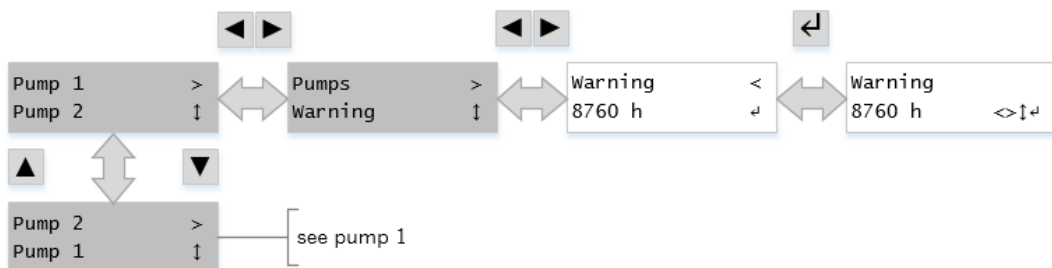 Pump 1 >
Pump 2 ↕
Pumps >
Warning ↕
Warning <
8760 h ↵
Warning
8760 h <>↕↵
Pump 2 >
Pump 1 ↕
see pump 1